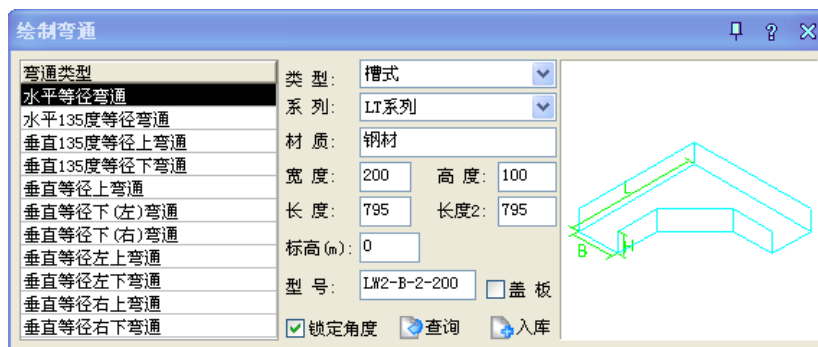 绘制弯通
弯通类型
水平等径弯通
水平135度等径弯通
垂直135度等径上弯通
垂直135度等径下弯通
垂直等径上弯通
垂直等径下(左)弯通
垂直等径下(右)弯通
垂直等径左上弯通
垂直等径左下弯通
垂直等径右上弯通
垂直等径右下弯通
类 型: 槽式
系 列: LT系列
材 质: 钢材
宽 度: 200 高 度: 100
长 度: 795 长度2: 795
标高(m): 0
型 号: LW2-B-2-200 盖 板
锁定角度 查询 入库
L
B H